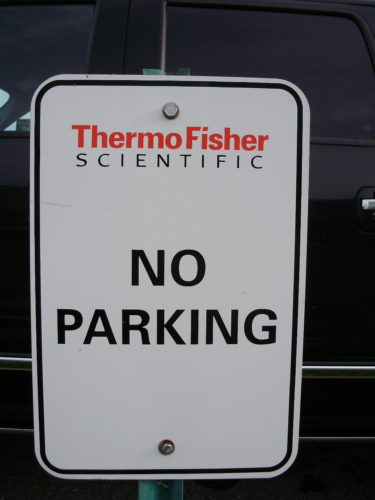 ThermoFisher
SCIENTIFIC
NO
PARKING